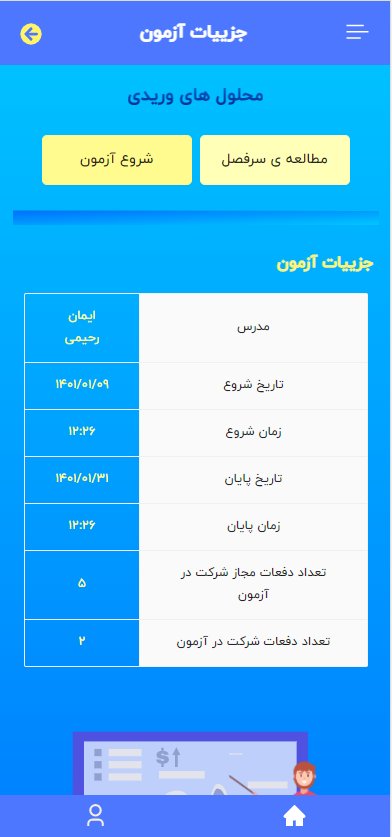 جزییات آزمون
محلول های وریدی
مطالعه ی سرفصل
شروع آزمون
جزییات آزمون
مدرس
ایمان
رحیمی
تاریخ شروع
۱۴۰۱/۰۱/۰۹
زمان شروع
۱۲:۲۶
تاریخ پایان
۱۴۰۱/۰۱/۳۱
زمان پایان
۱۲:۲۶
تعداد دفعات مجاز شرکت در
آزمون
۵
تعداد دفعات شرکت در آزمون
۲
$